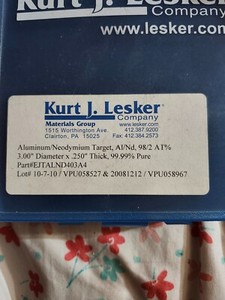 Kurt J. Lesker
Company
www.lesker.com
Kurt J. Lesker
Company
Materials Group
1515 Worthington Ave.
Clairton, PA 15025
www.lesker.com
412.387.9200
Fax 412.384.2573
Aluminum/Neodymium Target, Al/Nd, 98/2 AT%
3.00" Diameter x .250" Thick, 99.99% Pure
Part#EJTALND403A4
Lot# 10-7-10 / VPU058527 & 20081212 / VPU058967